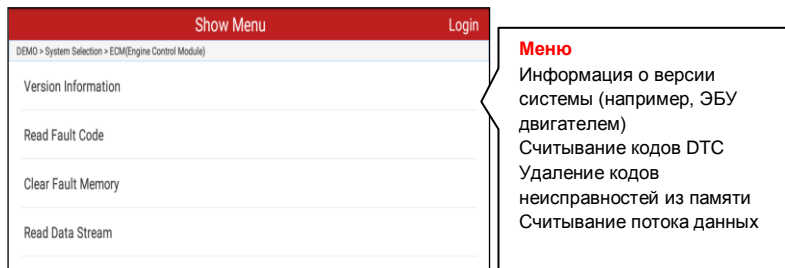 Show Menu Login
DEMO > System Selection > ECM(Engine Control Module)
Version Information
Read Fault Code
Clear Fault Memory
Read Data Stream
Меню
Информация о версии
системы (например, ЭБУ
двигателем)
Считывание кодов DTC
Удаление кодов
неисправностей из памяти
Считывание потока данных